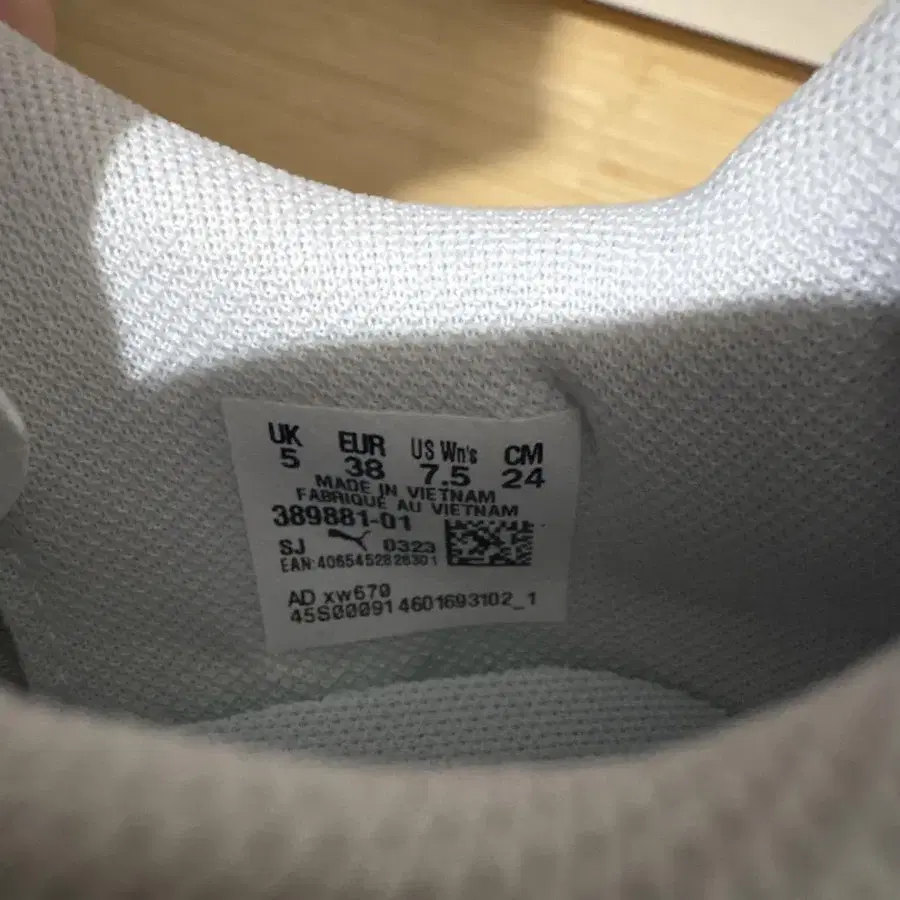 UK EUR US Wn's CM
5 38 7.5 24
MADE IN VIETNAM
FABRIQUE AU VIETNAM
389881-01
SJ 0323
EAN:4065452826301
AD xw670
45S00091 4601693102_1